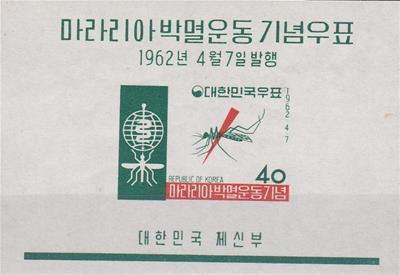 마라리아 박멸운동 기념우표
1962년 4월7일 발행
대한민국우표
1962 4 7
40
REPUBLIC OF KOREA
마라리아박멸운동기념
대한민국 체신부